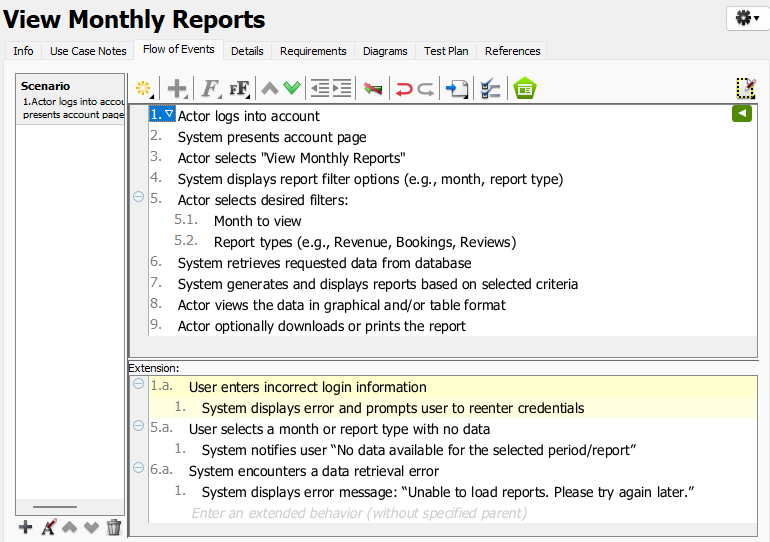 View Monthly Reports
Info
Use Case Notes
Flow of Events
Details
Requirements
Diagrams
Test Plan
References
Scenario
1.Actor logs into accou
presents account page
1. Actor logs into account
2. System presents account page
3. Actor selects "View Monthly Reports"
4. System displays report filter options (e.g., month, report type)
5. Actor selects desired filters:
5.1. Month to view
5.2. Report types (e.g., Revenue, Bookings, Reviews)
6. System retrieves requested data from database
7. System generates and displays reports based on selected criteria
8. Actor views the data in graphical and/or table format
9. Actor optionally downloads or prints the report
Extension:
1.a. User enters incorrect login information
1. System displays error and prompts user to reenter credentials
5.a. User selects a month or report type with no data
1. System notifies user “No data available for the selected period/report”
6.a. System encounters a data retrieval error
1. System displays error message: “Unable to load reports. Please try again later.”
Enter an extended behavior (without specified parent)